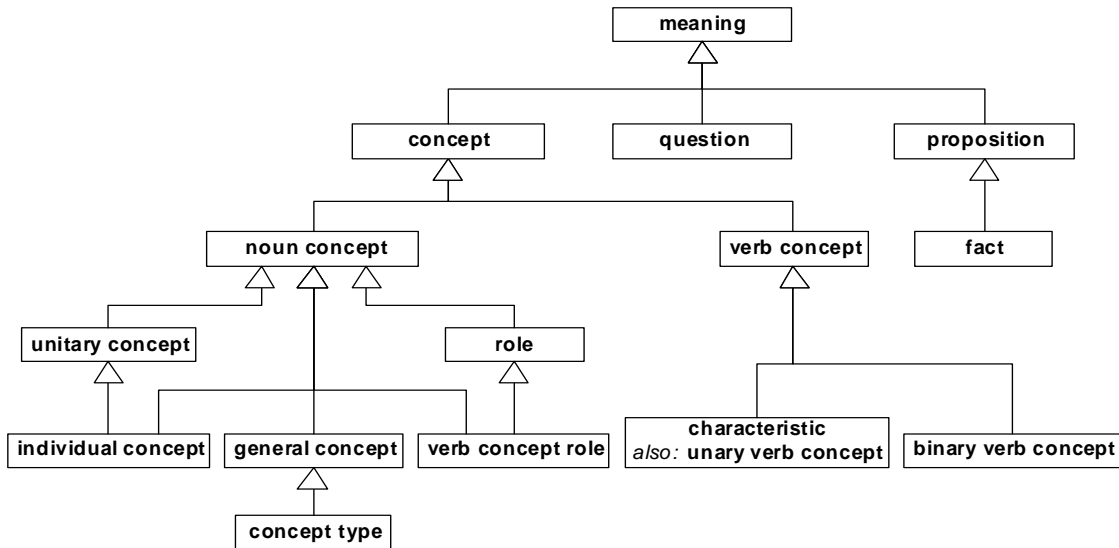 meaning
concept
question
proposition
noun concept
verb concept
fact
unitary concept
role
individual concept
general concept
verb concept role
characteristic
also: unary verb concept
binary verb concept
concept type